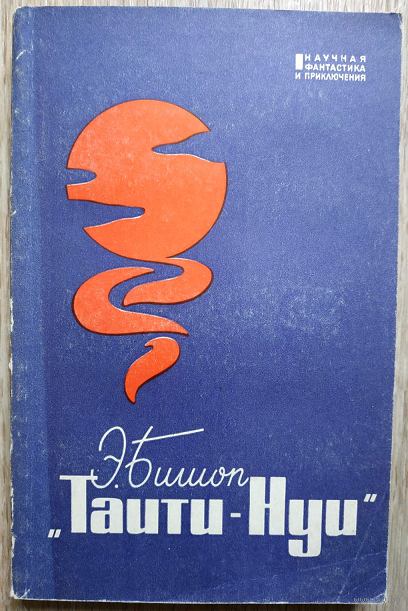 НАУЧНАЯ
ФАНТАСТИКА
И ПРИКЛЮЧЕНИЯ
Э. Бишоп
„Таити-Нуи“